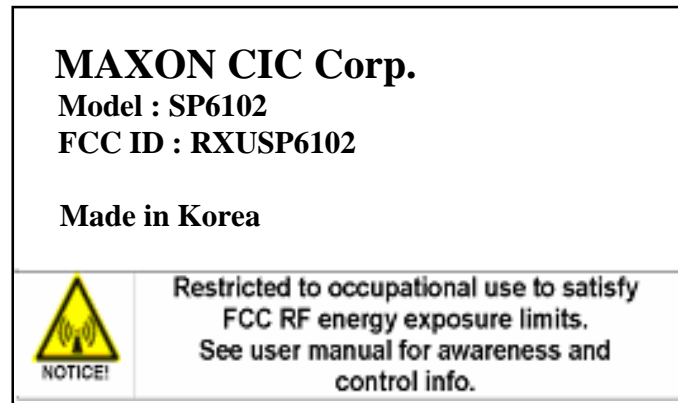 MAXON CIC Corp.
Model : SP6102
FCC ID : RXUSP6102
Made in Korea
NOTICE!
Restricted to occupational use to satisfy
FCC RF energy exposure limits.
See user manual for awareness and
control info.